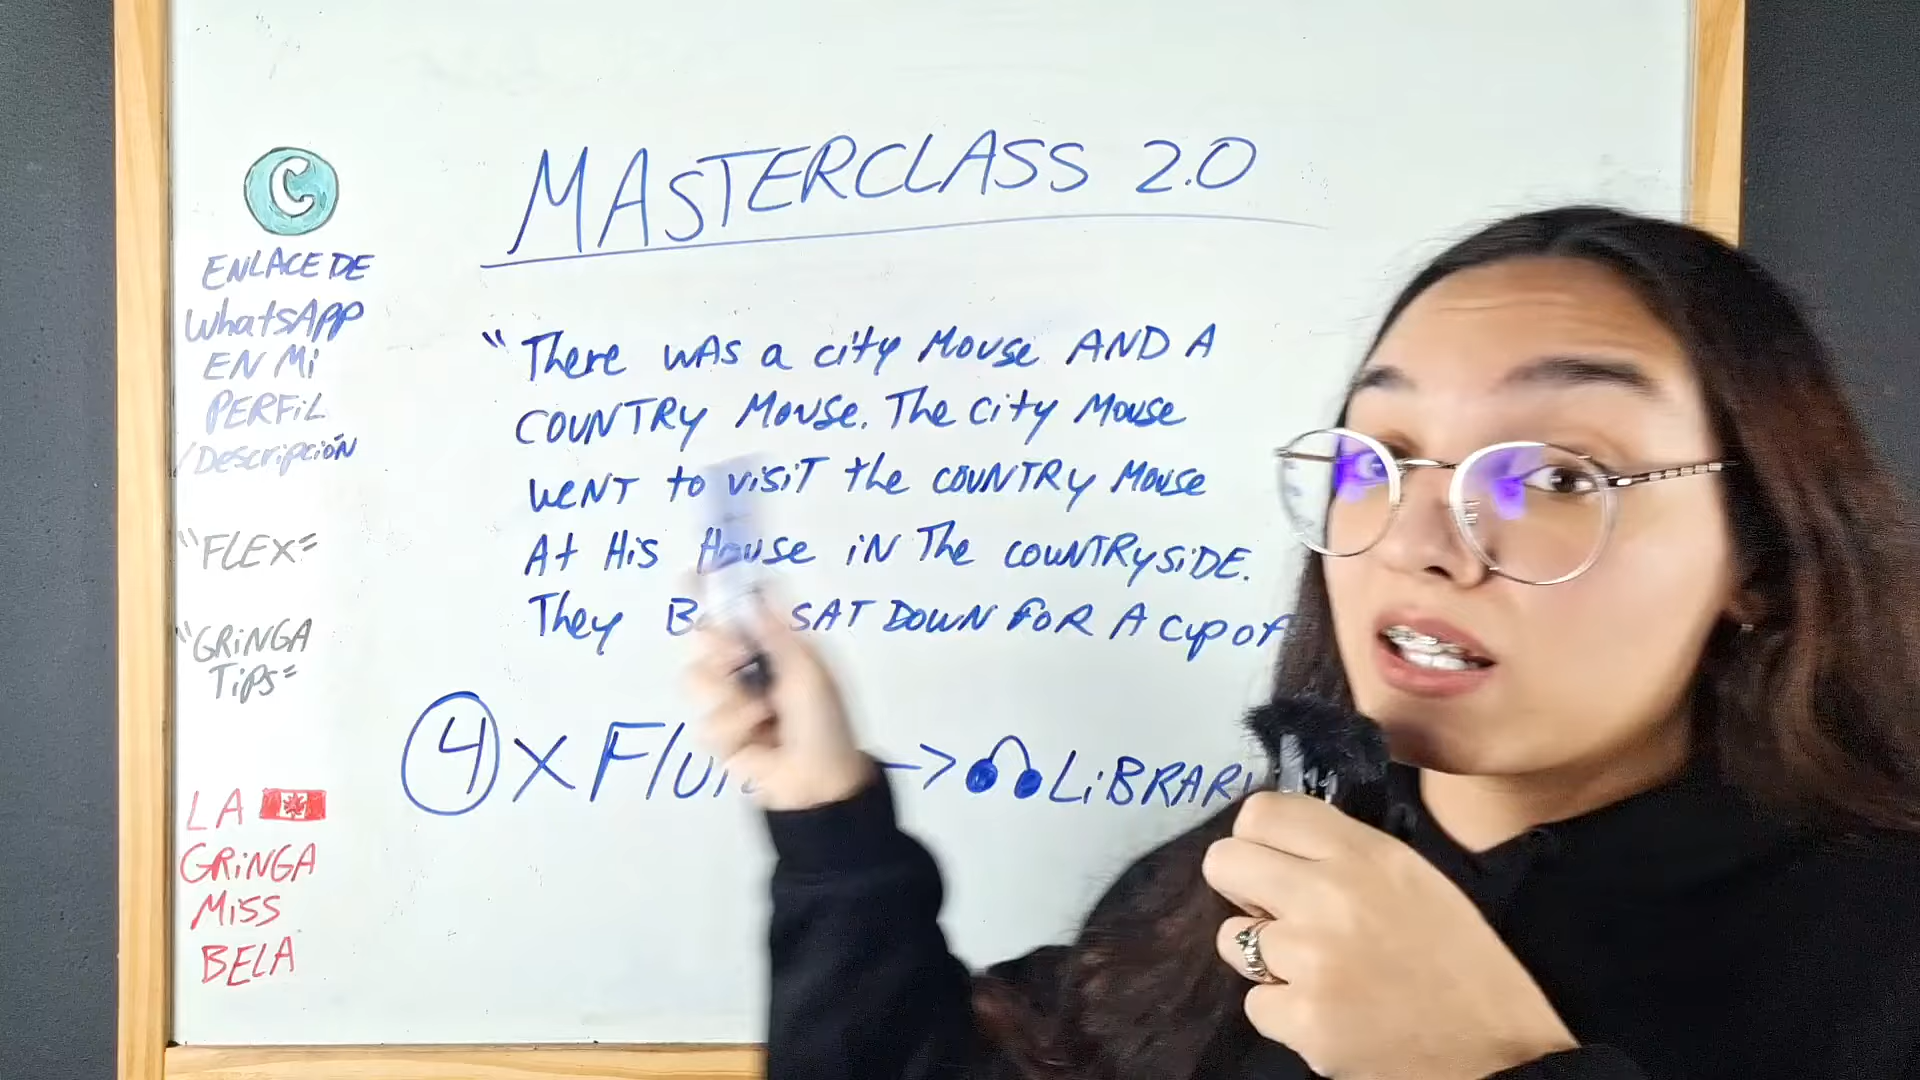 MASTERCLASS 2.0
C
ENLACE DE
WhatsAPP
EN Mi
PERFiL
/Descripción
"FLEX"
"GRiNGA
TiPS"
LA
GRiNGA
MiSS
BELA
"There wAs a city Mouse AND A
COUNTRy Mouse. The City Mouse
WENT to visiT the COUNTRy Mouse
At His House iN The COUNTRysiDE.
They SAT DOWN FOR A Cup of
4 X → LiBRARy